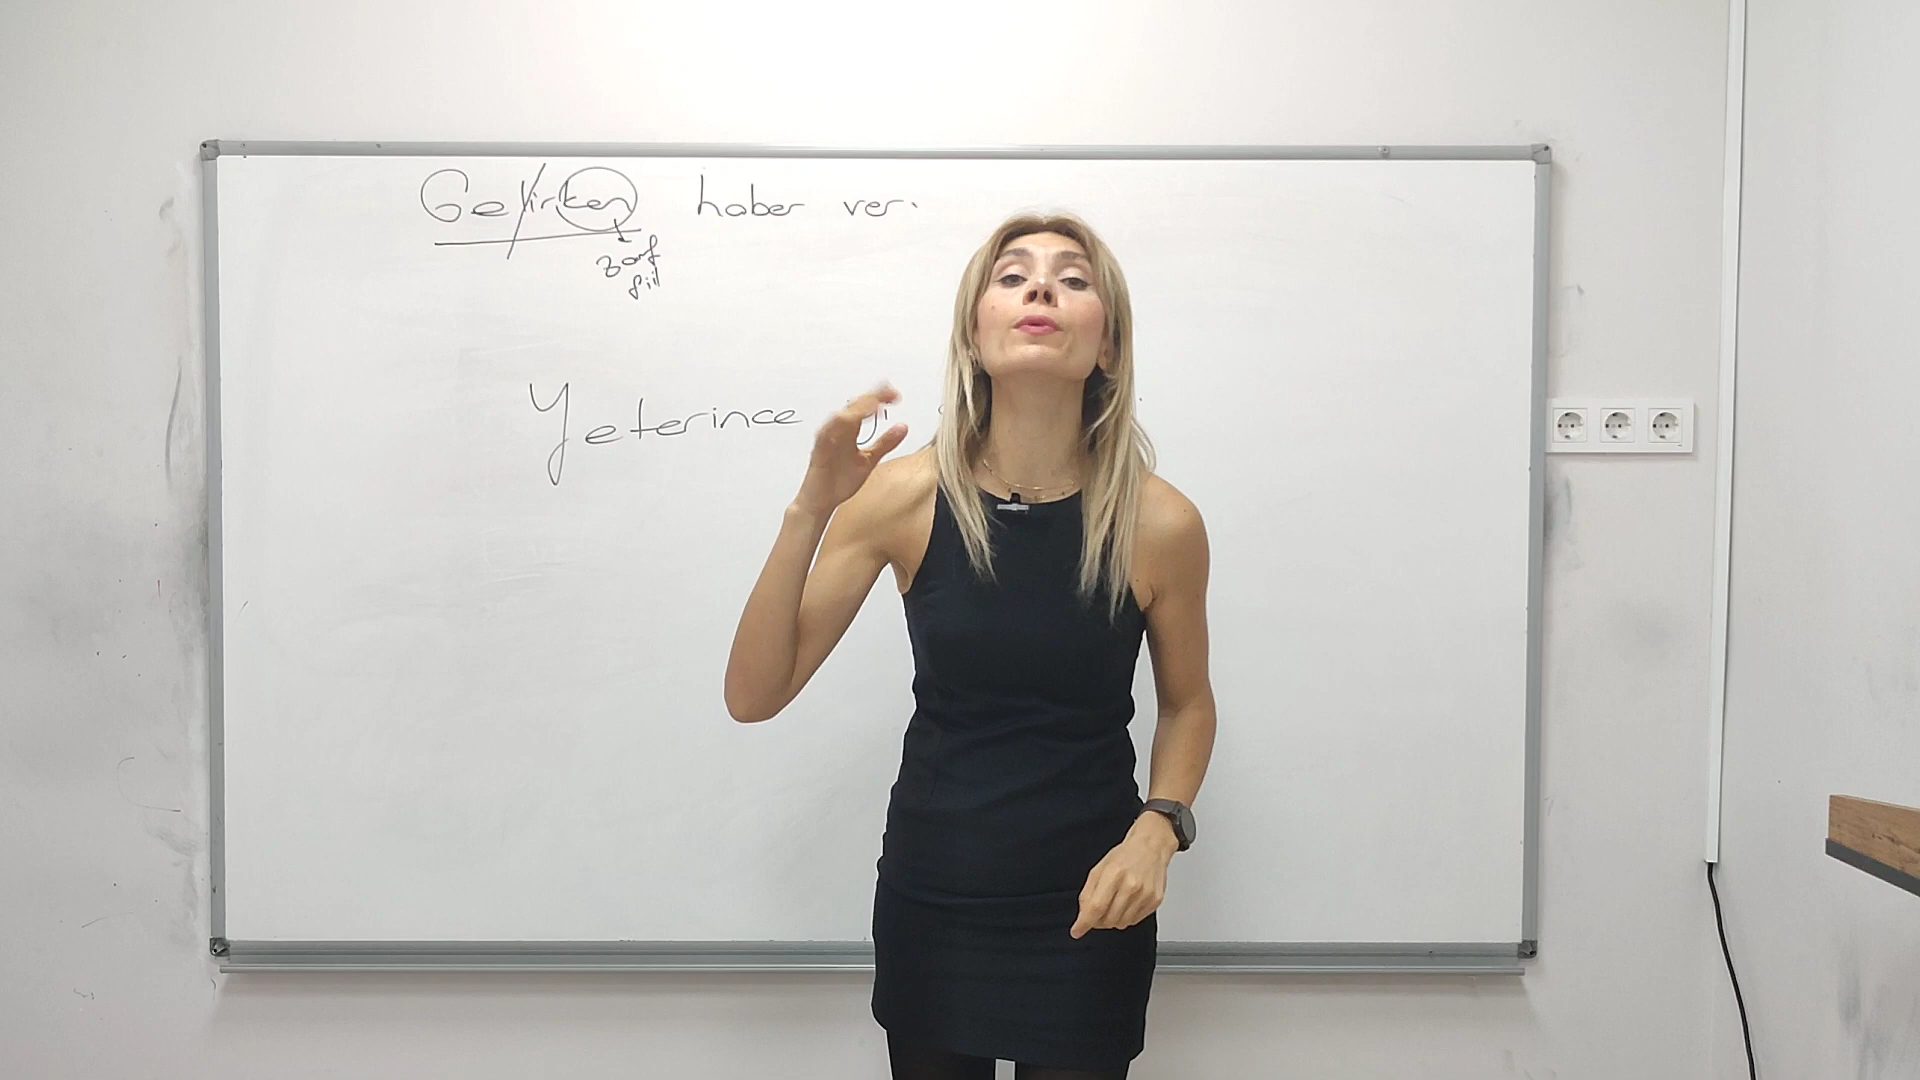 Gelirken haber ver.
zarf
fiil
Yeterince